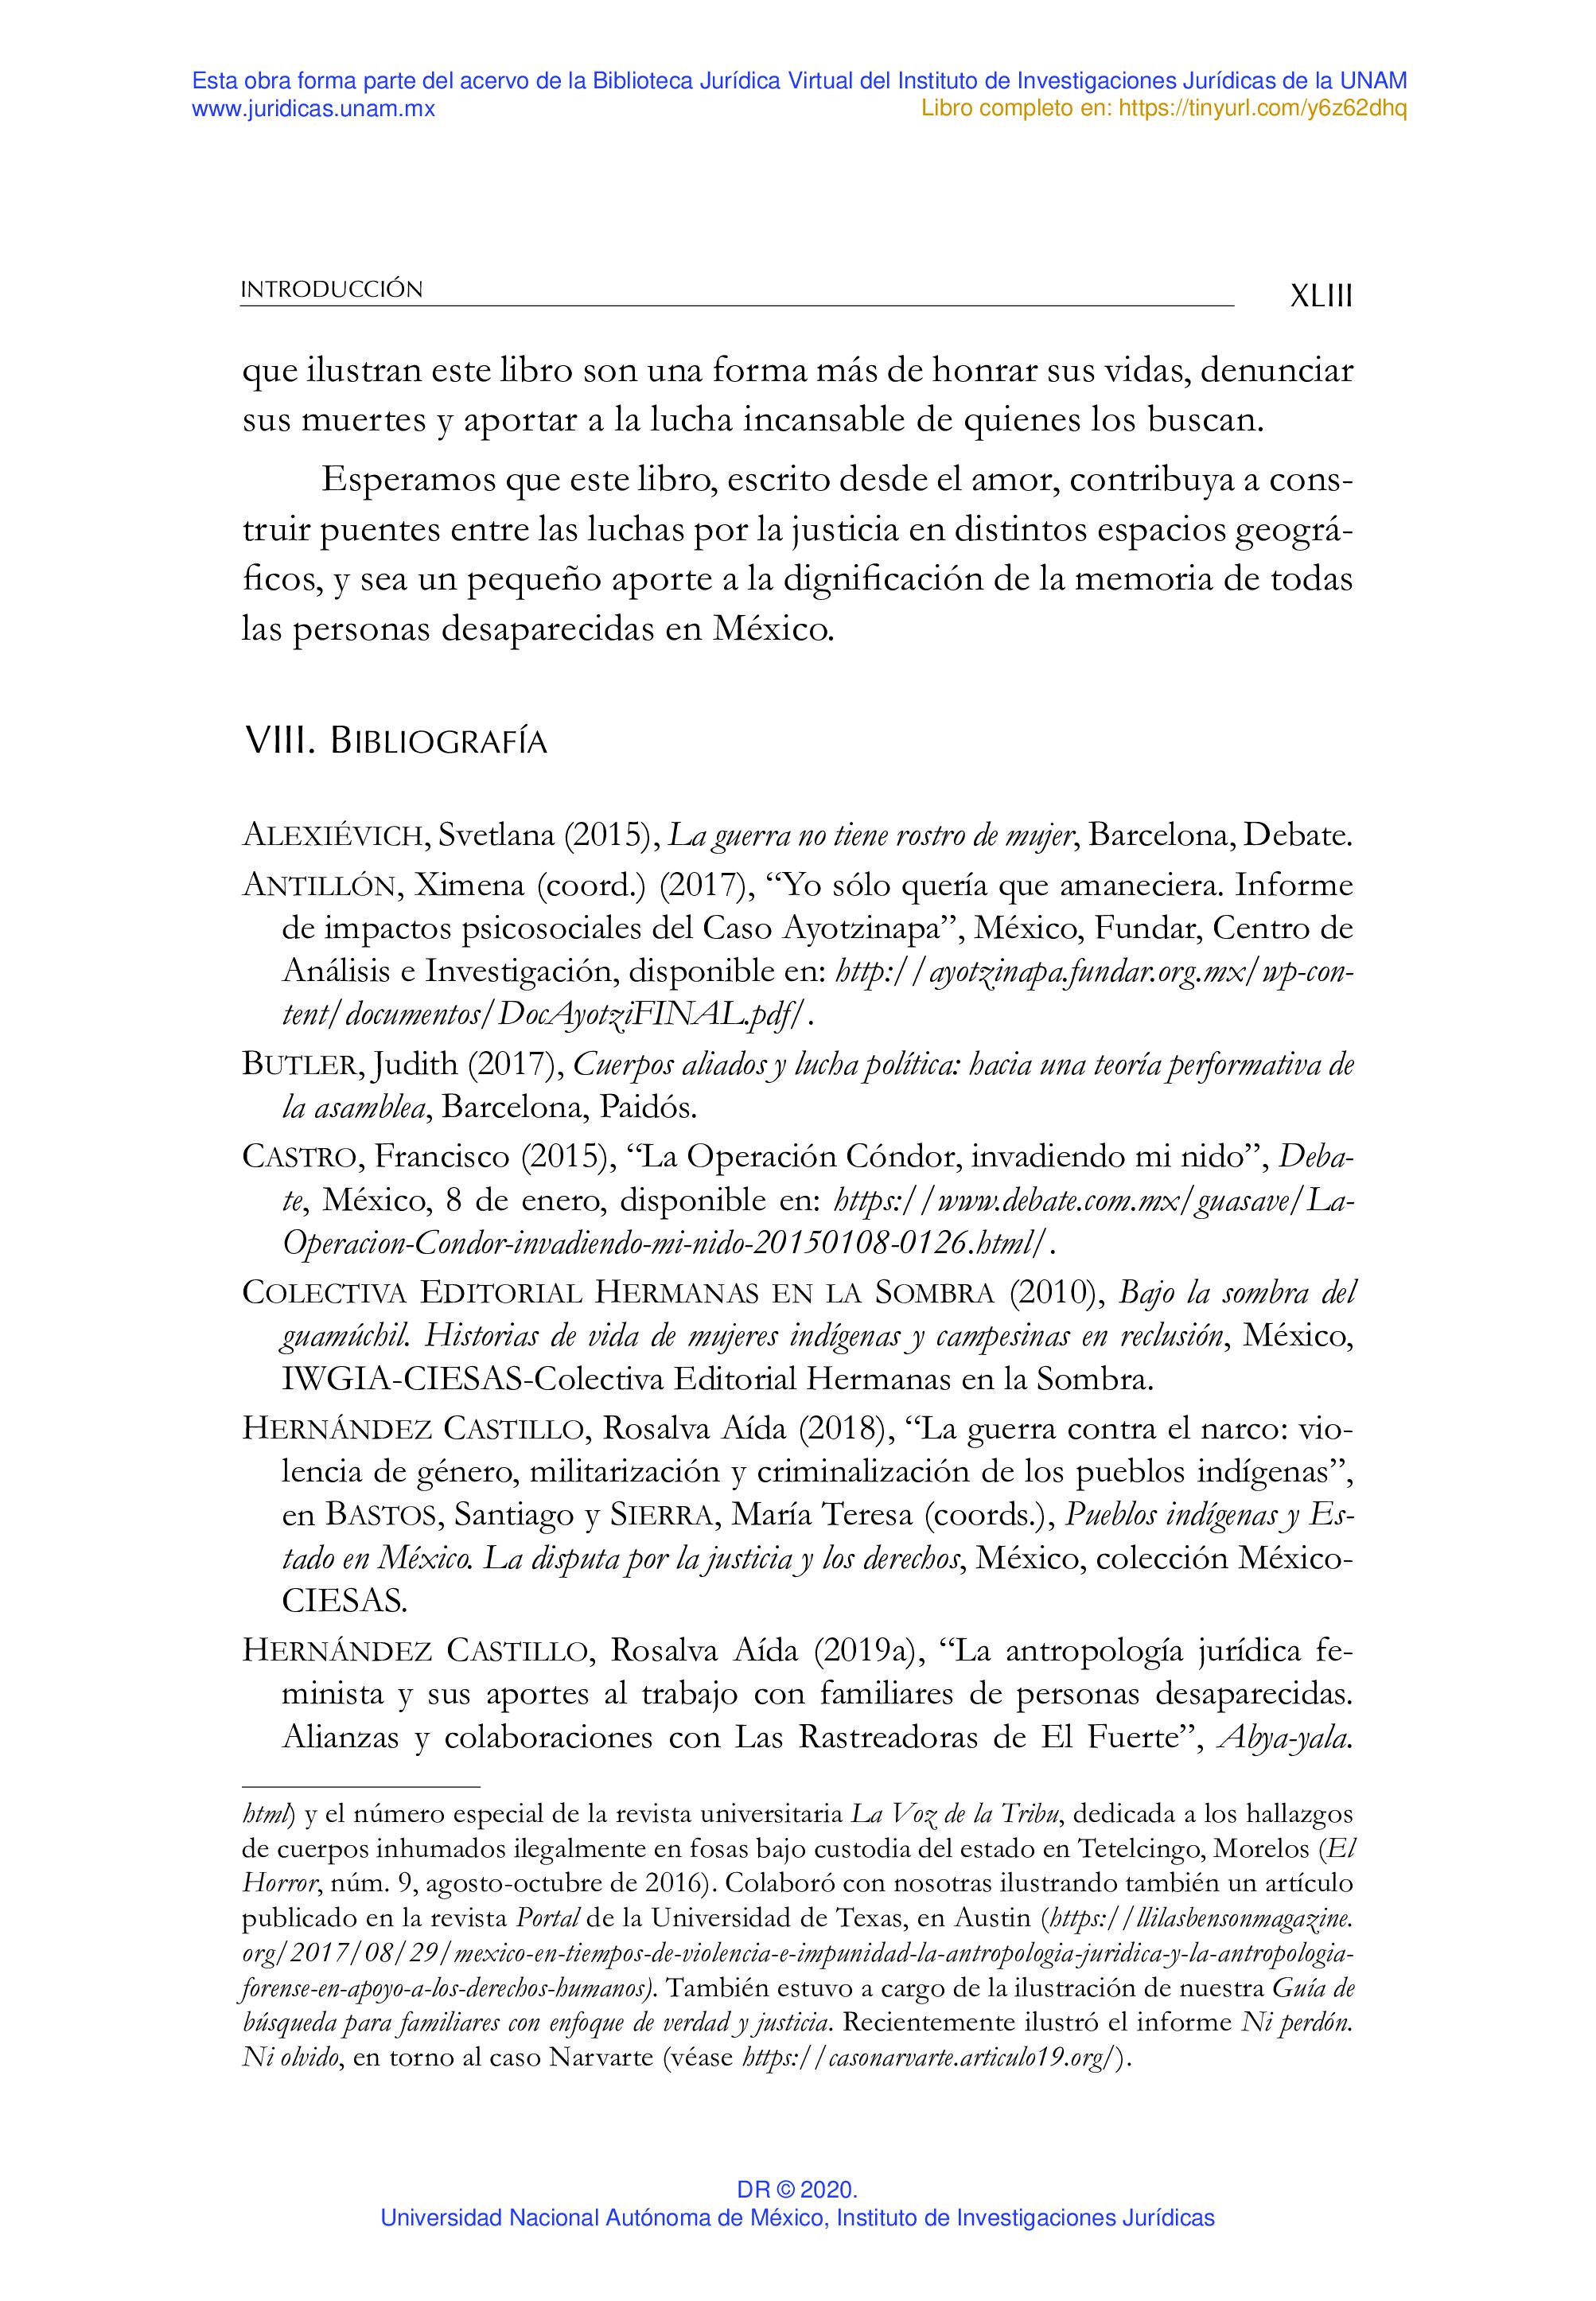 Esta obra forma parte del acervo de la Biblioteca Jurídica Virtual del Instituto de Investigaciones Jurídicas de la UNAM
www.juridicas.unam.mx
Libro completo en: https://tinyurl.com/y6z62dhq
INTRODUCCIÓN
XLIII
que ilustran este libro son una forma más de honrar sus vidas, denunciar
sus muertes y aportar a la lucha incansable de quienes los buscan.
Esperamos que este libro, escrito desde el amor, contribuya a cons-
truir puentes entre las luchas por la justicia en distintos espacios geográ-
ficos, y sea un pequeño aporte a la dignificación de la memoria de todas
las personas desaparecidas en México.
VIII. BIBLIOGRAFÍA
ALEXIÉVICH, Svetlana (2015), La guerra no tiene rostro de mujer, Barcelona, Debate.
ANTILLÓN, Ximena (coord.) (2017), “Yo sólo quería que amaneciera. Informe
de impactos psicosociales del Caso Ayotzinapa”, México, Fundar, Centro de
Análisis e Investigación, disponible en: http://ayotzinapa.fundar.org.mx/wp-con-
tent/documentos/DocAyotziFINAL.pdf/.
BUTLER, Judith (2017), Cuerpos aliados y lucha política: hacia una teoría performativa de
la asamblea, Barcelona, Paidós.
CASTRO, Francisco (2015), “La Operación Cóndor, invadiendo mi nido”, Deba-
te, México, 8 de enero, disponible en: https://www.debate.com.mx/guasave/La-
Operacion-Condor-invadiendo-mi-nido-20150108-0126.html/.
COLECTIVA EDITORIAL HERMANAS EN LA SOMBRA (2010), Bajo la sombra del
guamúchil. Historias de vida de mujeres indígenas y campesinas en reclusión, México,
IWGIA-CIESAS-Colectiva Editorial Hermanas en la Sombra.
HERNÁNDEZ CASTILLO, Rosalva Aída (2018), “La guerra contra el narco: vio-
lencia de género, militarización y criminalización de los pueblos indígenas”,
en BASTOS, Santiago y SIERRA, María Teresa (coords.), Pueblos indígenas y Es-
tado en México. La disputa por la justicia y los derechos, México, colección México-
CIESAS.
HERNÁNDEZ CASTILLO, Rosalva Aída (2019a), “La antropología jurídica fe-
minista y sus aportes al trabajo con familiares de personas desaparecidas.
Alianzas y colaboraciones con Las Rastreadoras de El Fuerte”, Abya-yala.
html) y el número especial de la revista universitaria La Voz de la Tribu, dedicada a los hallazgos
de cuerpos inhumados ilegalmente en fosas bajo custodia del estado en Tetelcingo, Morelos (El
Horror, núm. 9, agosto-octubre de 2016). Colaboró con nosotras ilustrando también un artículo
publicado en la revista Portal de la Universidad de Texas, en Austin (https://llilasbensonmagazine.
org/2017/08/29/mexico-en-tiempos-de-violencia-e-impunidad-la-antropologia-juridica-y-la-antropologia-
forense-en-apoyo-a-los-derechos-humanos). También estuvo a cargo de la ilustración de nuestra Guía de
búsqueda para familiares con enfoque de verdad y justicia. Recientemente ilustró el informe Ni perdón.
Ni olvido, en torno al caso Narvarte (véase https://casonarvarte.articulo19.org/).
DR © 2020.
Universidad Nacional Autónoma de México, Instituto de Investigaciones Jurídicas